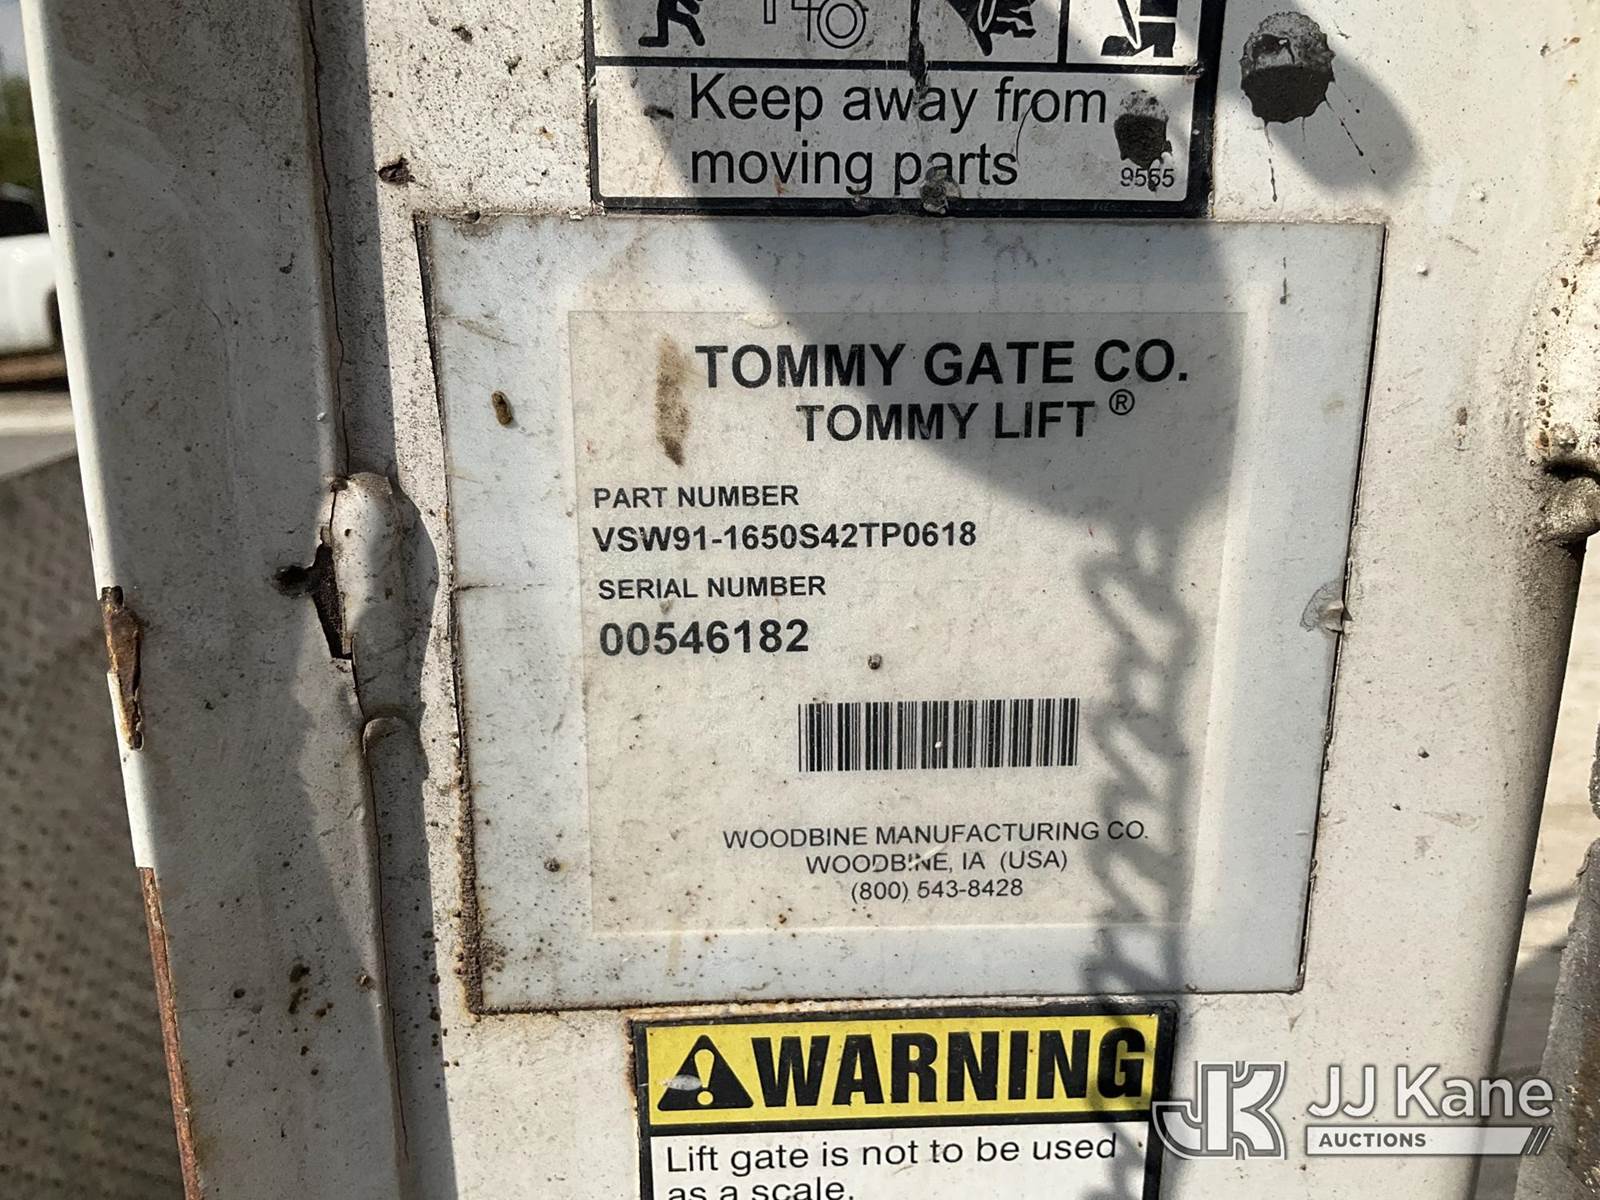 Keep away from
moving parts
9555
TOMMY GATE CO.
TOMMY LIFT ®
PART NUMBER
VSW91-1650S42TP0618
SERIAL NUMBER
00546182
WOODBINE MANUFACTURING CO.
WOODBINE, IA (USA)
(800) 543-8428
WARNING
Lift gate is not to be used
as a scale.
JK JJ Kane
AUCTIONS